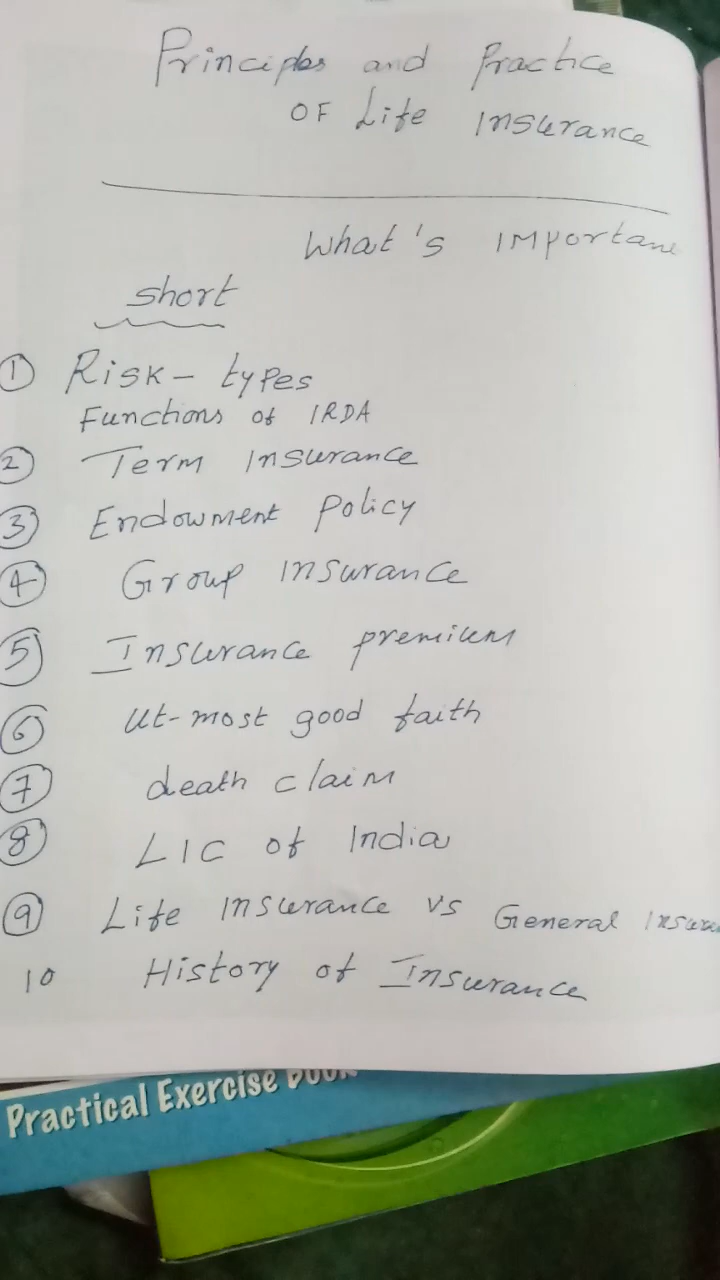 Principles and Practice
OF Life Insurance
What's Importan
short
① Risk - types
Functions of IRDA
② Term Insurance
③ Endowment Policy
④ Group Insurance
⑤ Insurance premium
⑥ Ut-most good faith
⑦ death claim
⑧ LIC of India
⑨ Life Insurance vs General Insuran
10 History of Insurance
Practical Exercise Book